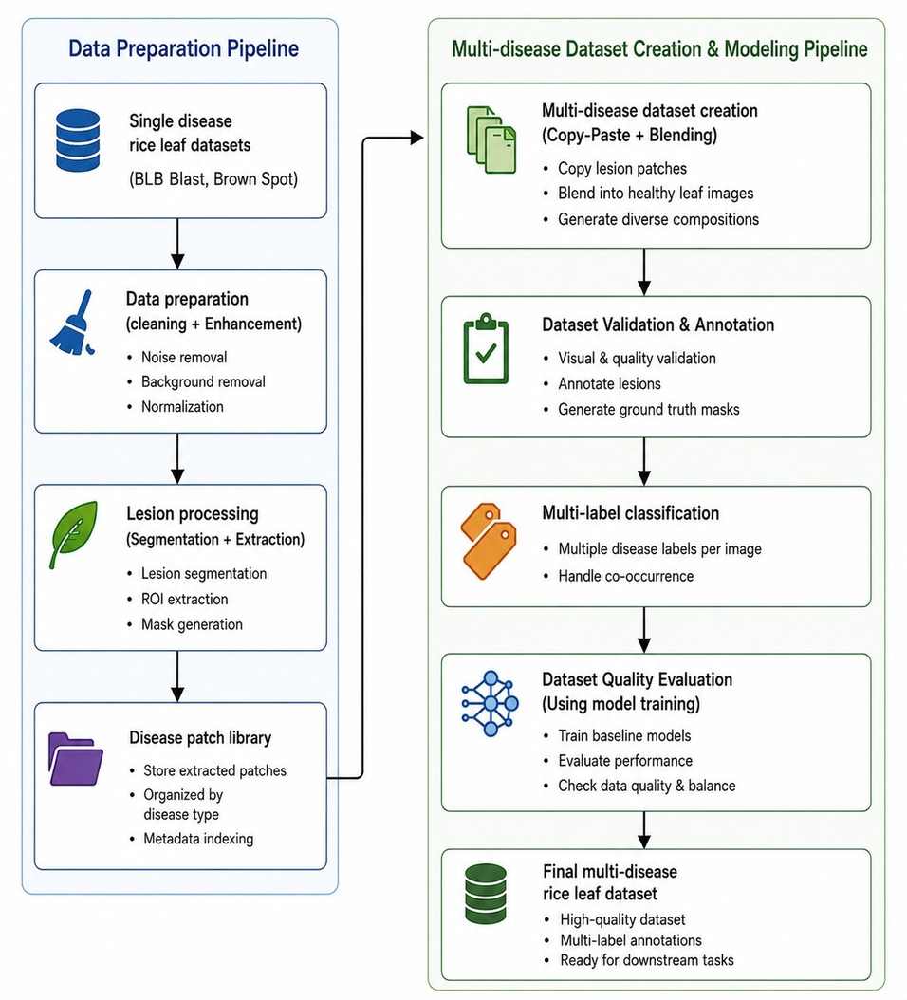 Data Preparation Pipeline
Single disease
rice leaf datasets
(BLB Blast, Brown Spot)
Data preparation
(cleaning + Enhancement)
• Noise removal
• Background removal
• Normalization
Lesion processing
(Segmentation + Extraction)
• Lesion segmentation
• ROI extraction
• Mask generation
Disease patch library
• Store extracted patches
• Organized by
disease type
• Metadata indexing
Multi-disease Dataset Creation & Modeling Pipeline
Multi-disease dataset creation
(Copy-Paste + Blending)
• Copy lesion patches
• Blend into healthy leaf images
• Generate diverse compositions
Dataset Validation & Annotation
• Visual & quality validation
• Annotate lesions
• Generate ground truth masks
Multi-label classification
• Multiple disease labels per image
• Handle co-occurrence
Dataset Quality Evaluation
(Using model training)
• Train baseline models
• Evaluate performance
• Check data quality & balance
Final multi-disease
rice leaf dataset
• High-quality dataset
• Multi-label annotations
• Ready for downstream tasks